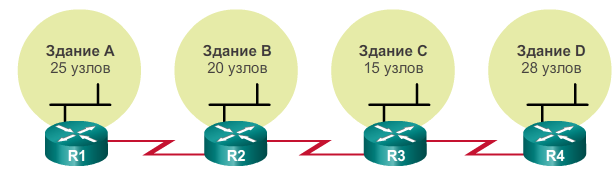 Здание A
25 узлов
Здание B
20 узлов
Здание C
15 узлов
Здание D
28 узлов
R1
R2
R3
R4